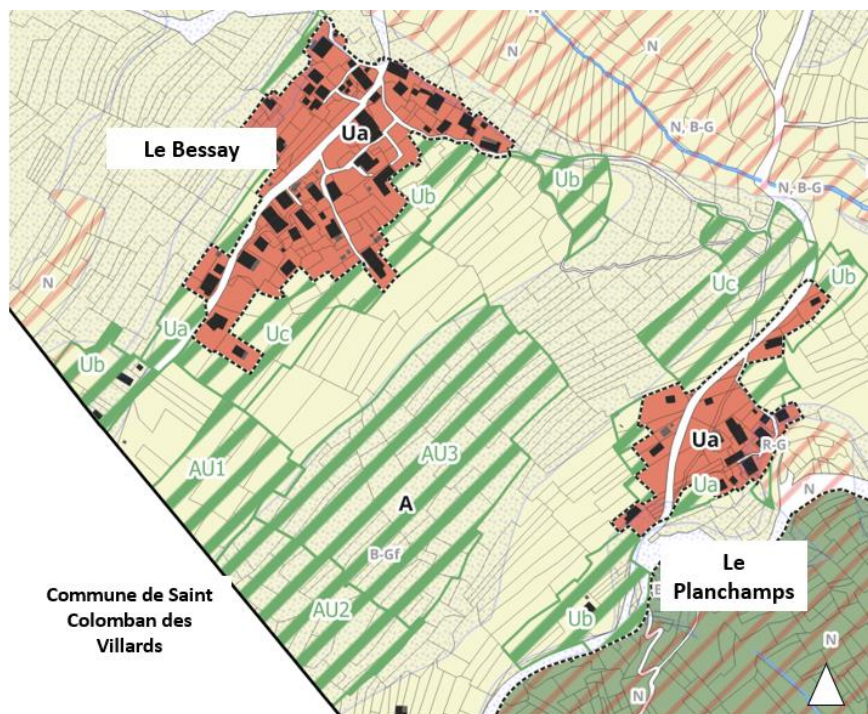 N
N
N, B-G
Le Bessay
Ua
Ub
Ub
N, B-G
N
Uc
Ub
Ua
Uc
Ub
AU1
AU3
Ua
R-G
Ua
A
N
B-Gf
Le
Planchamps
Commune de Saint
Colomban des
Villards
AU2
Ub
N
N